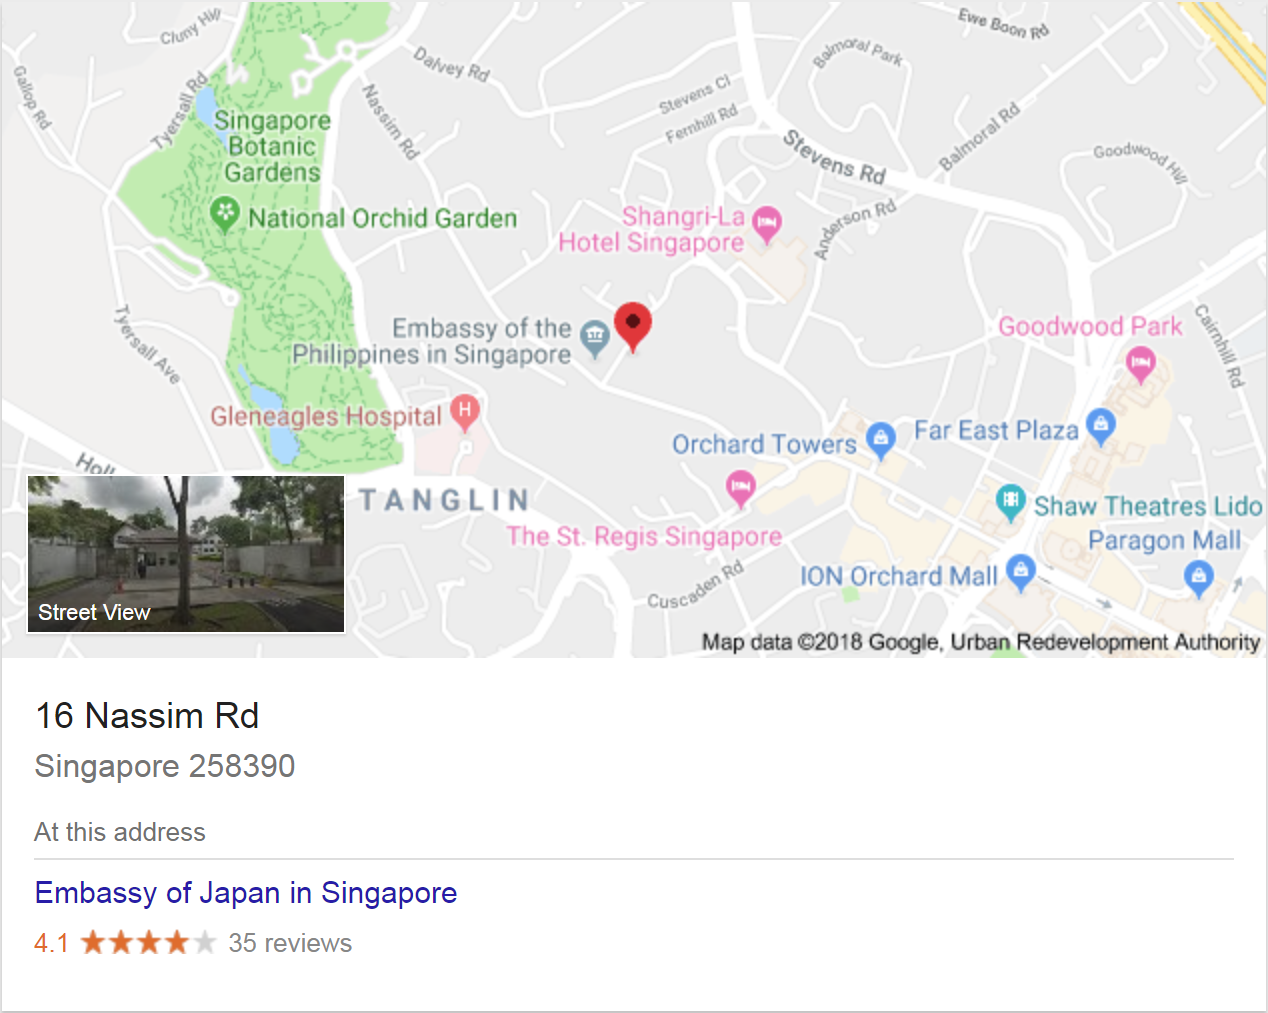 Cluny Hill
Ewe Boon Rd
Gallop Rd
Dalvey Rd
Balmoral Park
Tyersall Rd
Nassim Rd
Stevens Cl
Fernhill Rd
Balmoral Rd
Singapore
Botanic
Gardens
Stevens Rd
Goodwood Hill
National Orchid Garden
Shangri-La
Hotel Singapore
Anderson Rd
Embassy of the
Philippines in Singapore
Tyersall Ave
Goodwood Park
Cairnhill Rd
Gleneagles Hospital
H
Orchard Towers
Far East Plaza
Holl
TANGLIN
Shaw Theatres Lido
The St. Regis Singapore
Paragon Mall
ION Orchard Mall
Cuscaden Rd
Street View
Map data ©2018 Google, Urban Redevelopment Authority
16 Nassim Rd
Singapore 258390
At this address
Embassy of Japan in Singapore
4.1 35 reviews